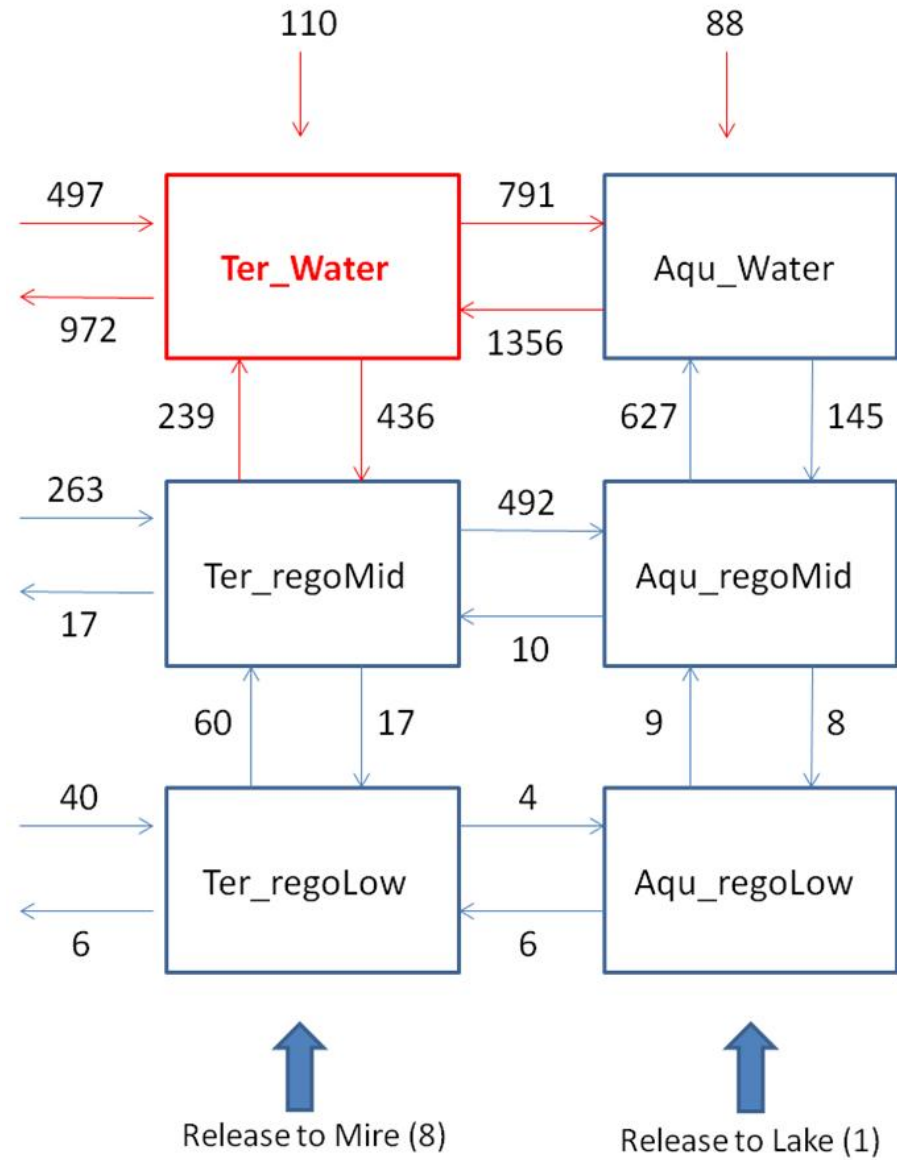 110
88
497
791
Ter_Water
Aqu_Water
972
1356
239
436
627
145
263
492
Ter_regoMid
Aqu_regoMid
17
10
60
17
9
8
40
4
Ter_regoLow
Aqu_regoLow
6
6
Release to Mire (8)
Release to Lake (1)